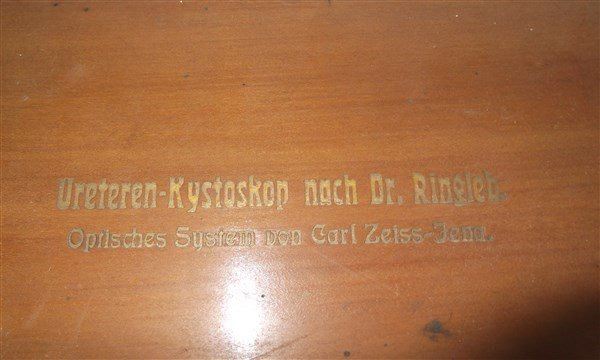 Ureteren-Kystoskop nach Dr. Ringleb.
Optisches System von Carl Zeiss-Jena.